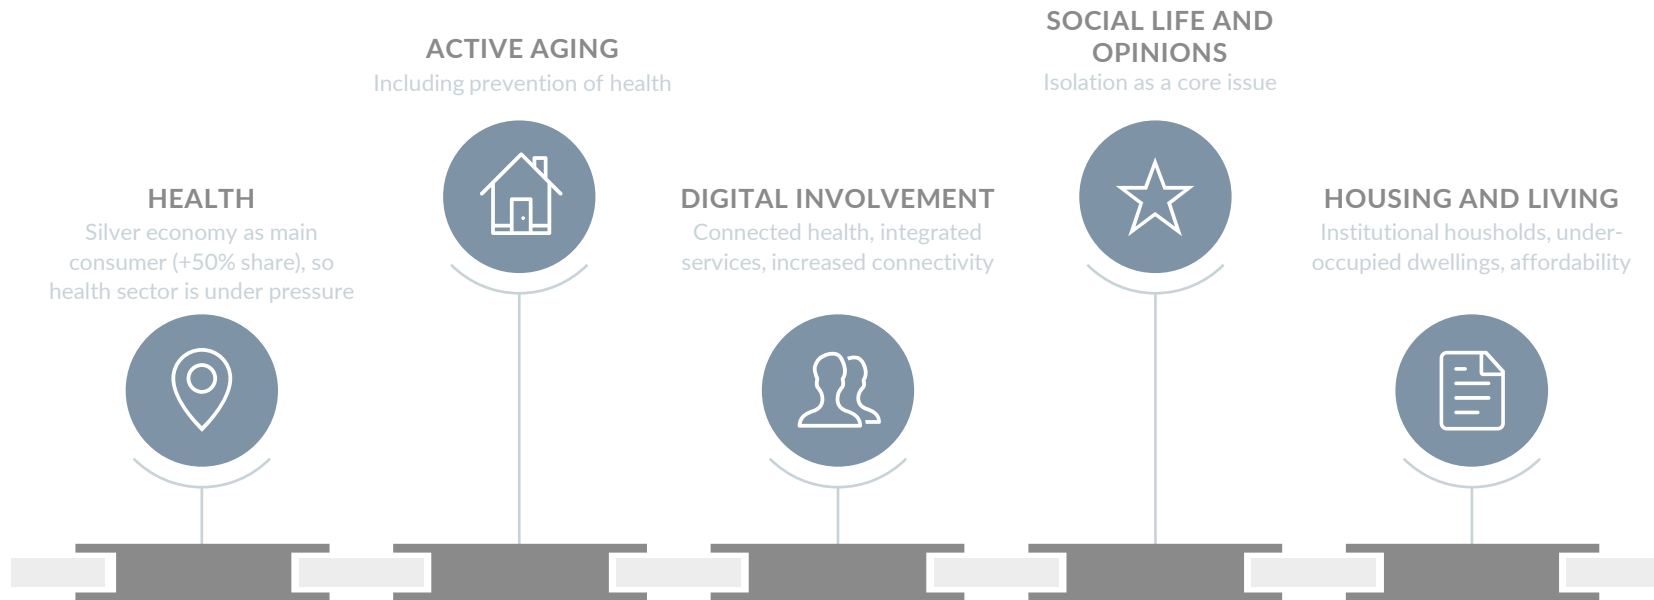 HEALTH
Silver economy as main
consumer (+50% share), so
health sector is under pressure
ACTIVE AGING
Including prevention of health
DIGITAL INVOLVEMENT
Connected health, integrated
services, increased connectivity
SOCIAL LIFE AND
OPINIONS
Isolation as a core issue
HOUSING AND LIVING
Institutional housholds, under-
occupied dwellings, affordability